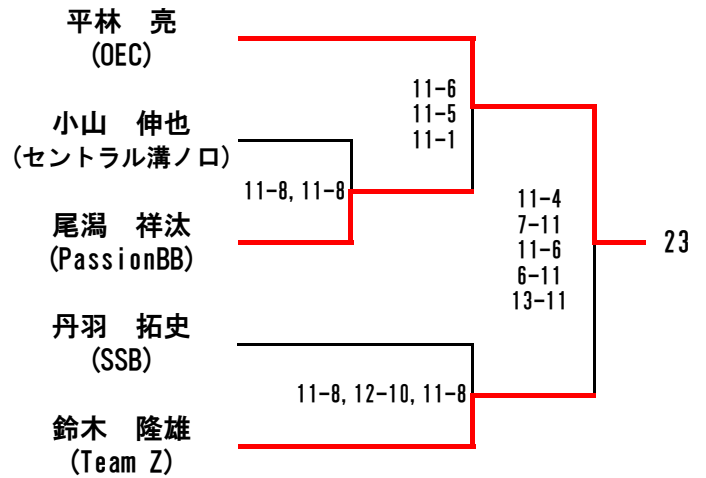 平林　亮
(OEC)
小山　伸也
(セントラル溝ノ口)
尾潟　祥汰
(PassionBB)
丹羽　拓史
(SSB)
鈴木　隆雄
(Team Z)
11-8, 11-8
11-6
11-5
11-1
11-8, 12-10, 11-8
11-4
7-11
11-6
6-11
13-11
23